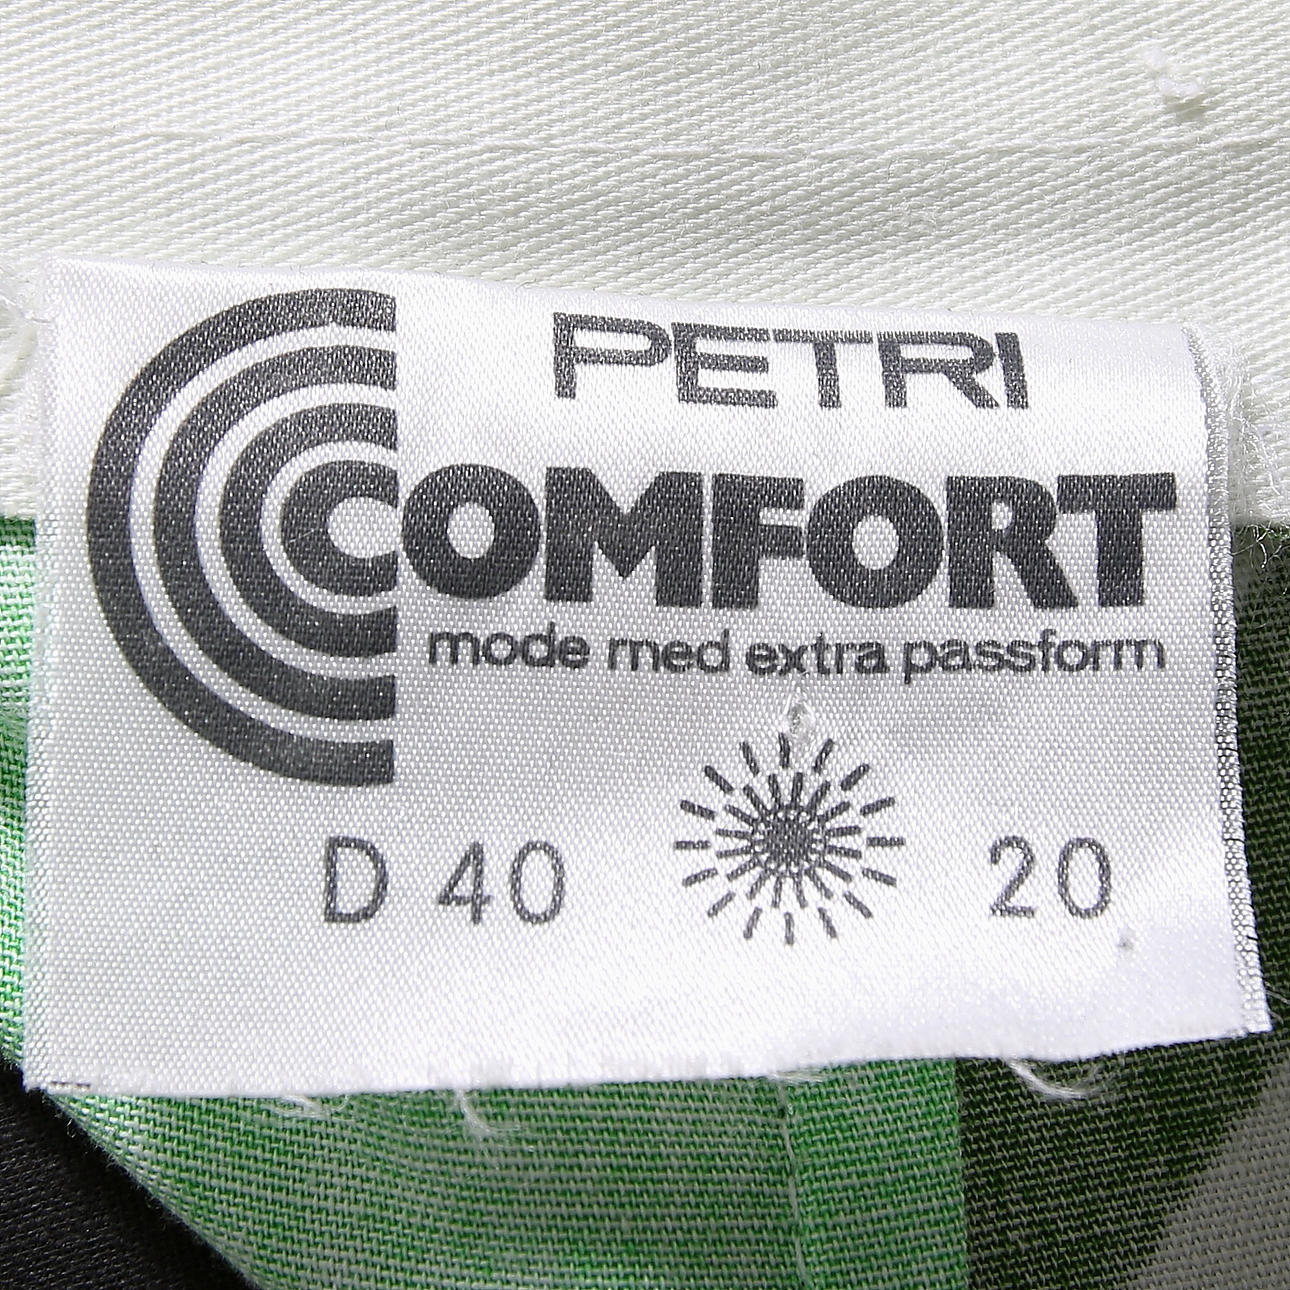 PETRI
COMFORT
mode med extra passform
D 40 20